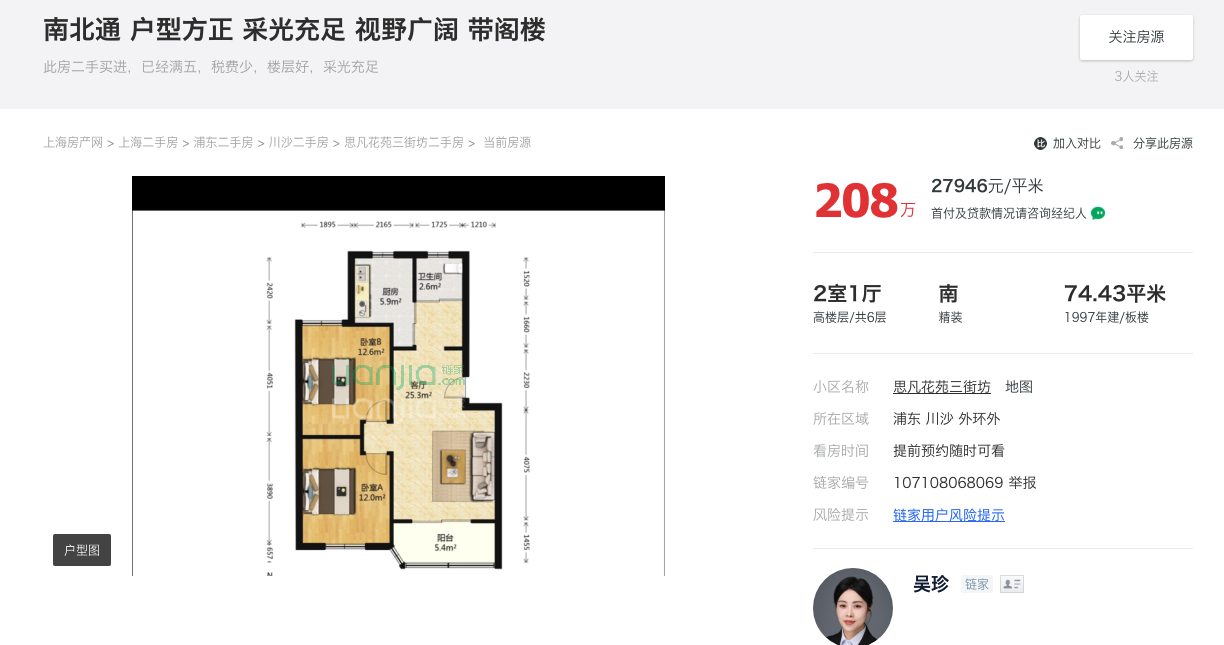 南北通 户型方正 采光充足 视野广阔 带阁楼
此房二手买进，已经满五，税费少，楼层好，采光充足
关注房源
3人关注
上海房产网 > 上海二手房 > 浦东二手房 > 川沙二手房 > 思凡花苑三街坊二手房 > 当前房源
加入对比 分享此房源
1895 2165 1725 1210
2420
4051
3890
657
1520
1660
2230
4075
1455
卫生间
2.6m²
厨房
5.9m²
卧室B
12.6m²
lianjia 链家
.com
客厅
25.3m²
卧室A
12.0m²
阳台
5.4m²
户型图
208万
27946元/平米
首付及贷款情况请咨询经纪人
2室1厅 南 74.43平米
高楼层/共6层 精装 1997年建/板楼
小区名称 思凡花苑三街坊 地图
所在区域 浦东 川沙 外环外
看房时间 提前预约随时可看
链家编号 107108068069 举报
风险提示 链家用户风险提示
吴珍 链家